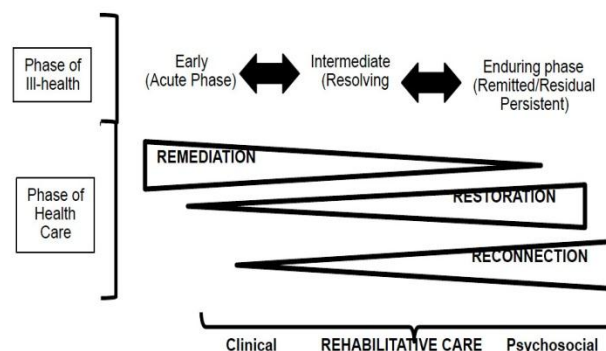 Phase of
Ill-health
Early
(Acute Phase)
Intermediate
(Resolving
Enduring phase
(Remitted/Residual
Persistent)
Phase of
Health
Care
REMEDIATION
RESTORATION
RECONNECTION
Clinical REHABILITATIVE CARE Psychosocial